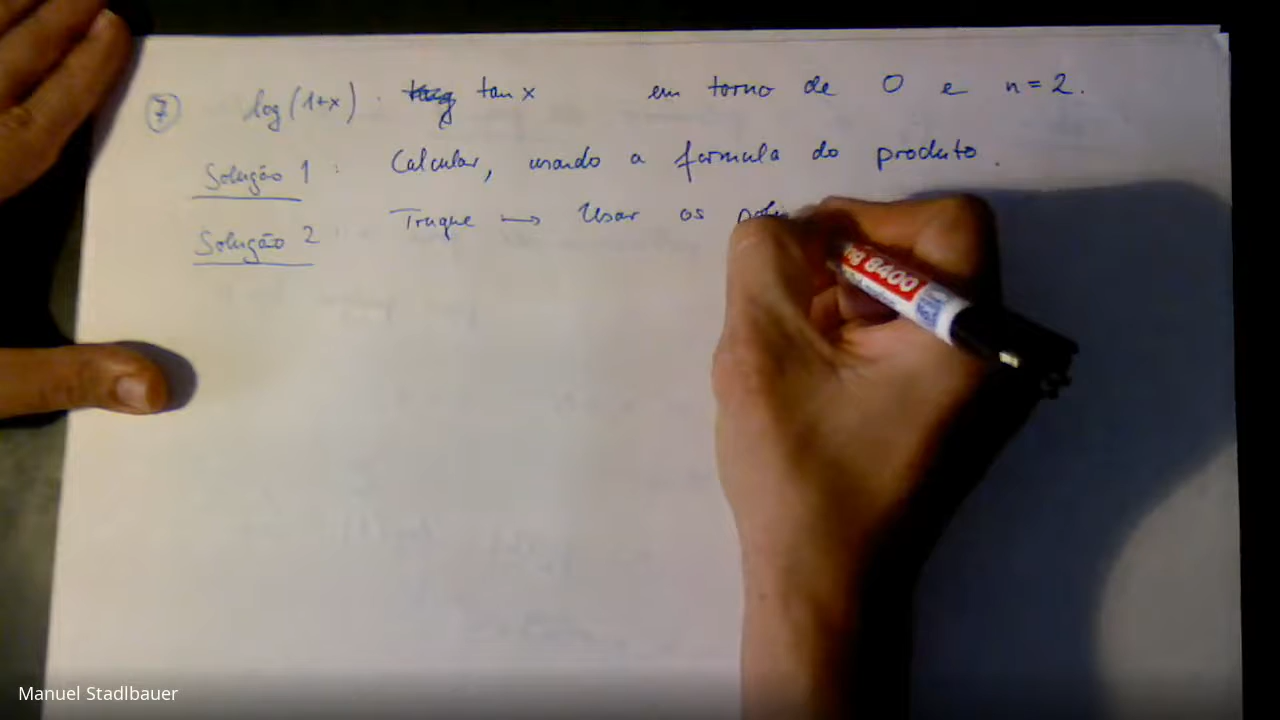 7 log(1+x) · tan x em torno de 0 e n=2.
Solução 1: Calcular, usando a formula do produto.
Solução 2 Truque → Usar os
8400
Manuel Stadlbauer